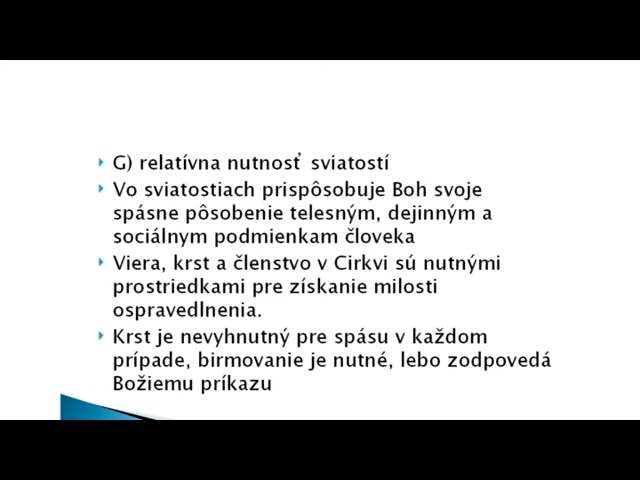 G) relatívna nutnosť sviatostí
Vo sviatostiach prispôsobuje Boh svoje
spásne pôsobenie telesným, dejinným a
sociálnym podmienkam človeka
Viera, krst a členstvo v Cirkvi sú nutnými
prostriedkami pre získanie milosti
ospravedlnenia.
Krst je nevyhnutný pre spásu v každom
prípade, birmovanie je nutné, lebo zodpovedá
Božiemu príkazu